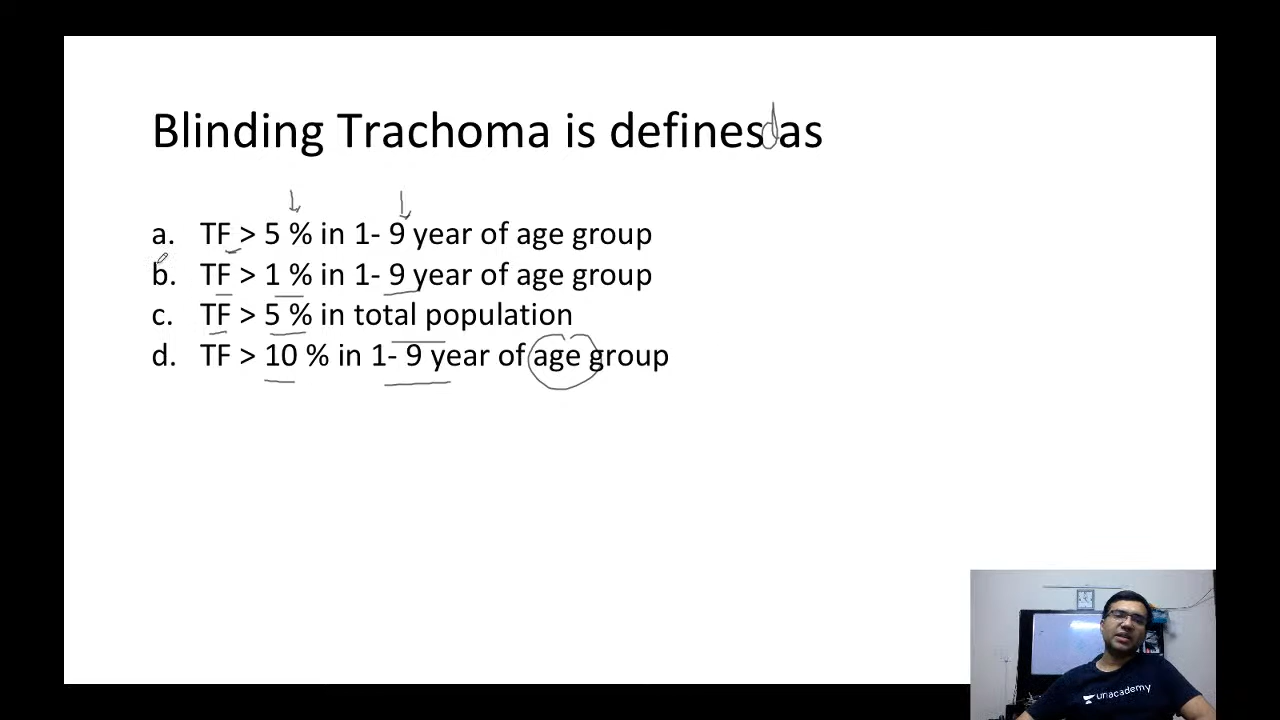 Blinding Trachoma is defines d as
a. TF > 5 % in 1- 9 year of age group
b. TF > 1 % in 1- 9 year of age group
c. TF > 5 % in total population
d. TF > 10 % in 1- 9 year of age group
unacademy